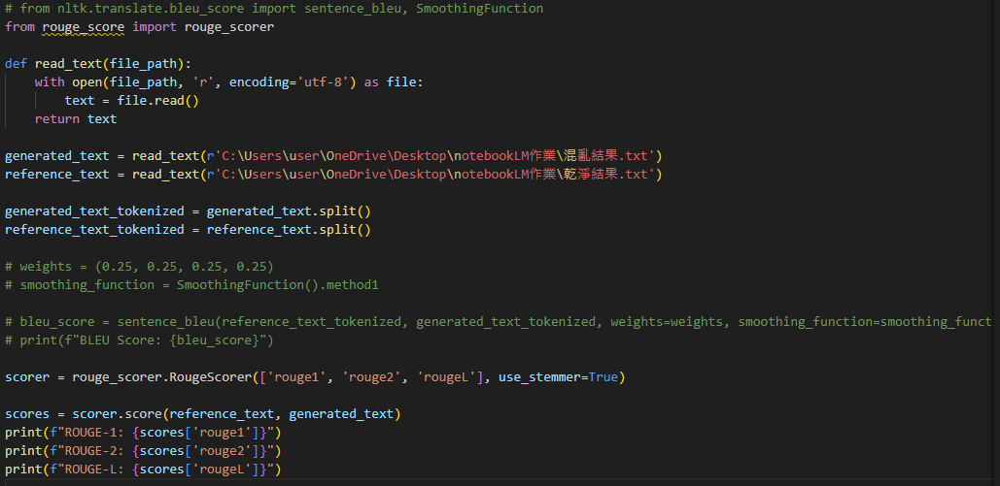 # from nltk.translate.bleu_score import sentence_bleu, SmoothingFunction
from rouge_score import rouge_scorer
def read_text(file_path):
with open(file_path, 'r', encoding='utf-8') as file:
text = file.read()
return text
generated_text = read_text(r'C:\Users\user\OneDrive\Desktop\notebookLM作業\混亂結果.txt')
reference_text = read_text(r'C:\Users\user\OneDrive\Desktop\notebookLM作業\乾淨結果.txt')
generated_text_tokenized = generated_text.split()
reference_text_tokenized = reference_text.split()
# weights = (0.25, 0.25, 0.25, 0.25)
# smoothing_function = SmoothingFunction().method1
# bleu_score = sentence_bleu(reference_text_tokenized, generated_text_tokenized, weights=weights, smoothing_function=smoothing_funct
# print(f"BLEU Score: {bleu_score}")
scorer = rouge_scorer.RougeScorer(['rouge1', 'rouge2', 'rougeL'], use_stemmer=True)
scores = scorer.score(reference_text, generated_text)
print(f"ROUGE-1: {scores['rouge1']}")
print(f"ROUGE-2: {scores['rouge2']}")
print(f"ROUGE-L: {scores['rougeL']}")